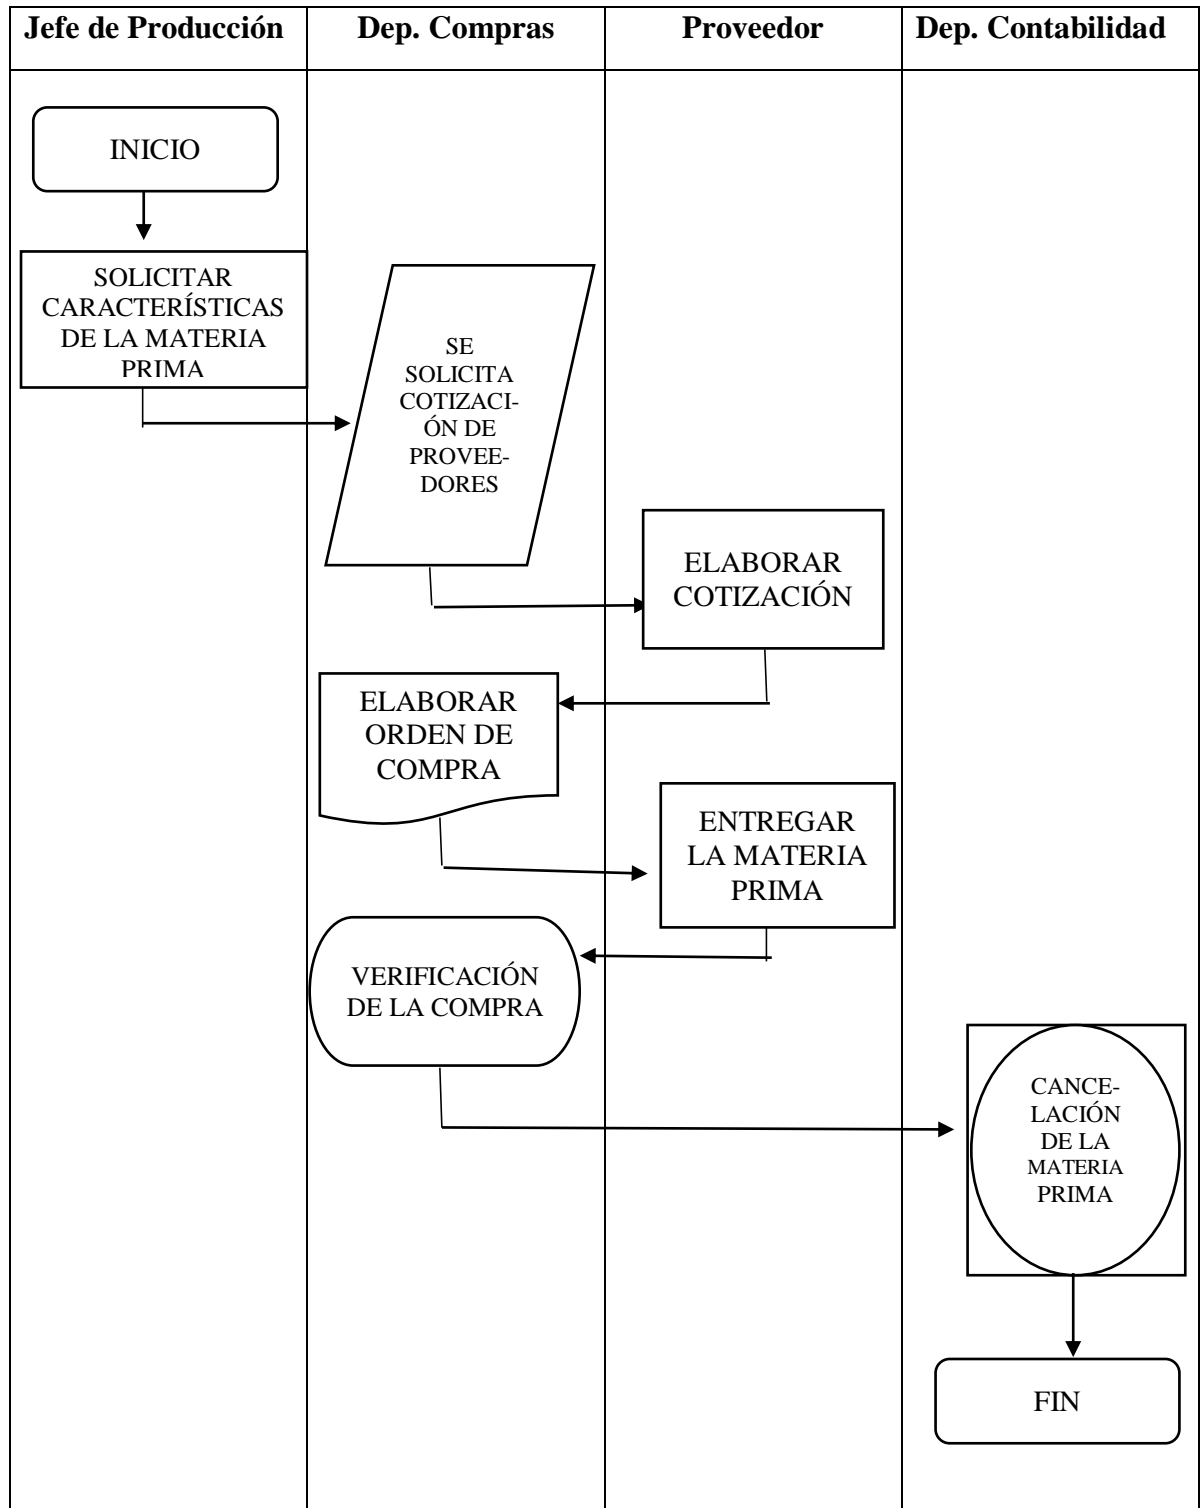 Jefe de Producción
Dep. Compras
Proveedor
Dep. Contabilidad
INICIO
SOLICITAR
CARACTERÍSTICAS
DE LA MATERIA
PRIMA
SE
SOLICITA
COTIZACI-
ÓN DE
PROVEE-
DORES
ELABORAR
COTIZACIÓN
ELABORAR
ORDEN DE
COMPRA
ENTREGAR
LA MATERIA
PRIMA
VERIFICACIÓN
DE LA COMPRA
CANCE-
LACIÓN
DE LA
MATERIA
PRIMA
FIN